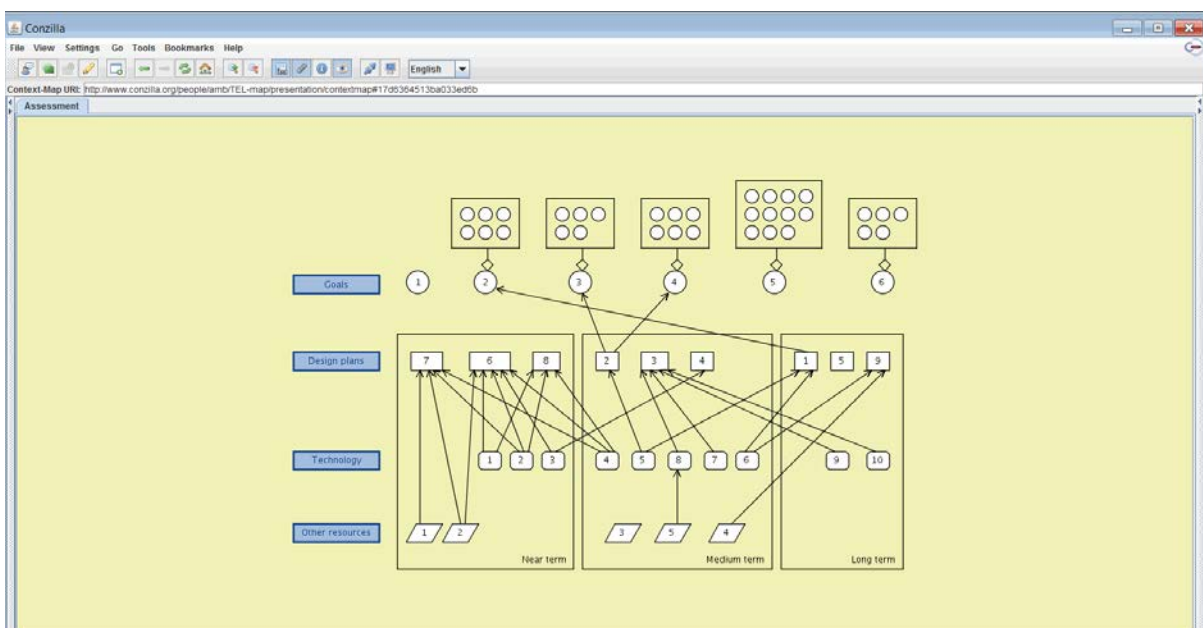 Conzilla
File View Settings Go Tools Bookmarks Help
English
Context-Map URI: http://www.conzilla.org/people/amb/TEL-map/presentation/contextmap#17d6364513ba033ed6b
Assessment
Goals 1 2 3 4 5 6
Design plans 7 6 8 2 3 4 1 5 9
Technology 1 2 3 4 5 8 7 6 9 10
Other resources 1 2 3 5 4
Near term Medium term Long term